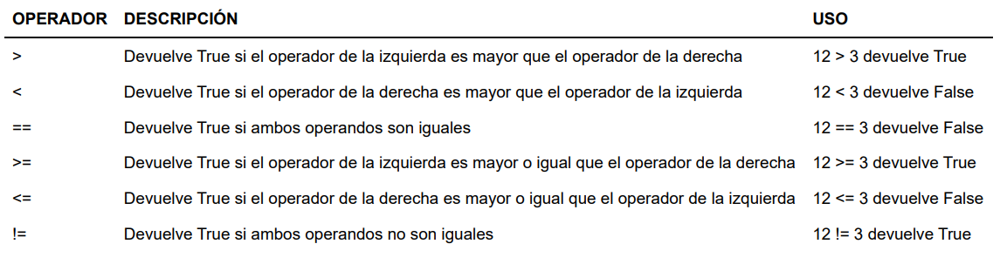 OPERADOR DESCRIPCIÓN USO
> Devuelve True si el operador de la izquierda es mayor que el operador de la derecha 12 > 3 devuelve True
< Devuelve True si el operador de la derecha es mayor que el operador de la izquierda 12 < 3 devuelve False
== Devuelve True si ambos operandos son iguales 12 == 3 devuelve False
>= Devuelve True si el operador de la izquierda es mayor o igual que el operador de la derecha 12 >= 3 devuelve True
<= Devuelve True si el operador de la derecha es mayor o igual que el operador de la izquierda 12 <= 3 devuelve False
!= Devuelve True si ambos operandos no son iguales 12 != 3 devuelve True